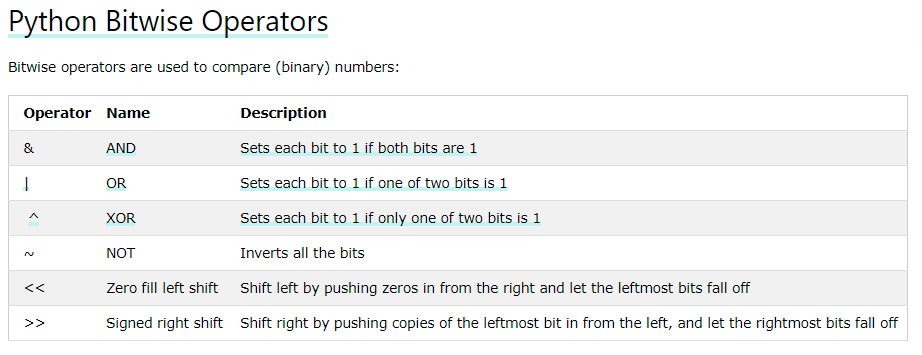 Python Bitwise Operators
Bitwise operators are used to compare (binary) numbers:
Operator Name Description
& AND Sets each bit to 1 if both bits are 1
| OR Sets each bit to 1 if one of two bits is 1
^ XOR Sets each bit to 1 if only one of two bits is 1
~ NOT Inverts all the bits
<< Zero fill left shift Shift left by pushing zeros in from the right and let the leftmost bits fall off
>> Signed right shift Shift right by pushing copies of the leftmost bit in from the left, and let the rightmost bits fall off